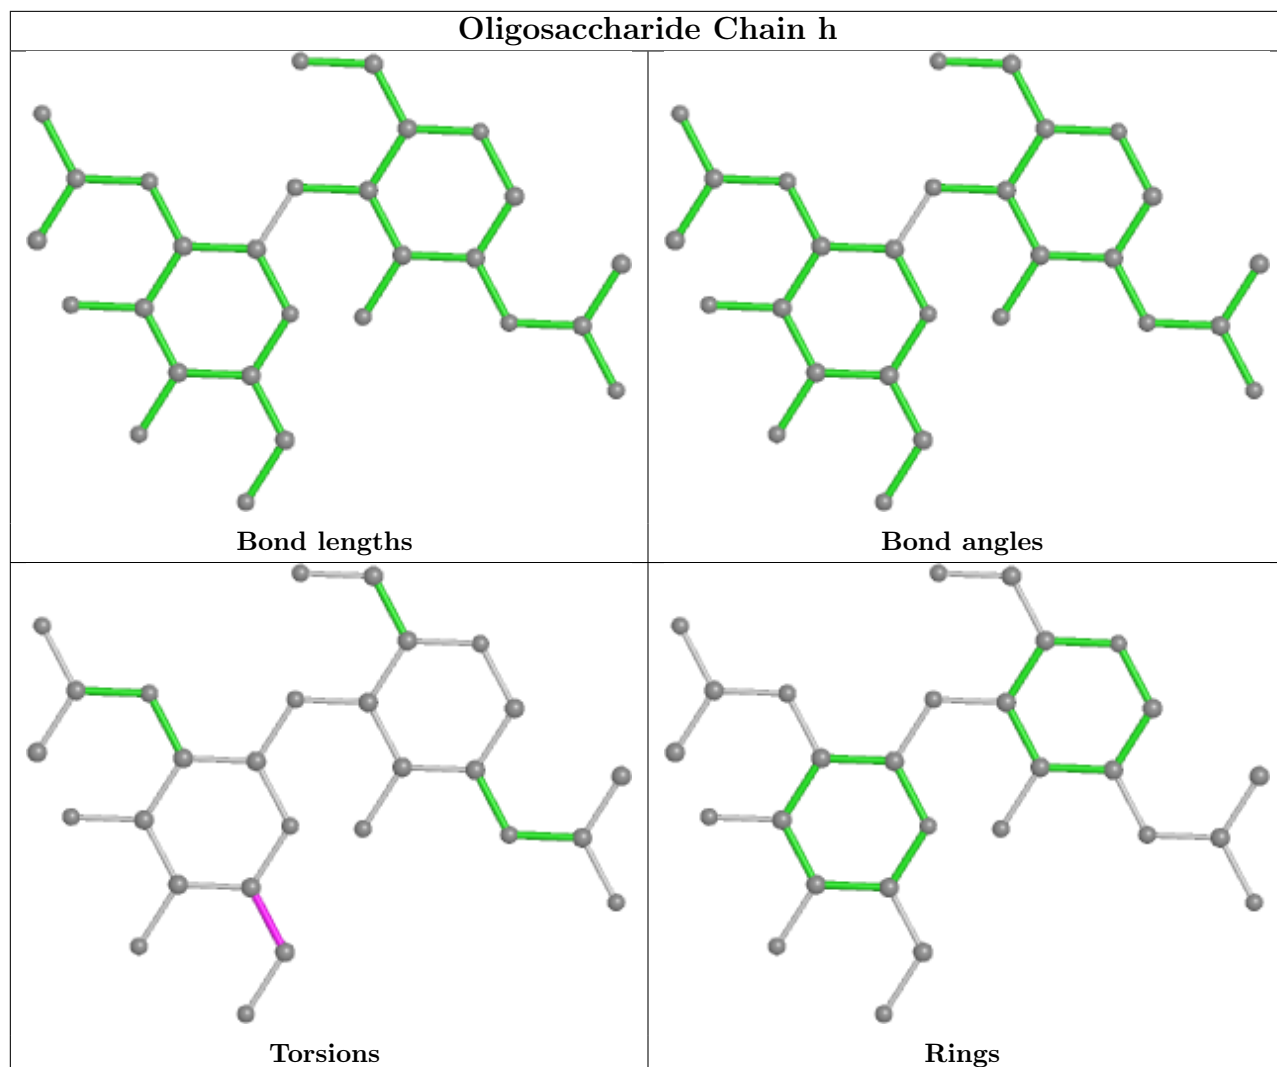 Oligosaccharide Chain h
Bond lengths
Bond angles
Torsions
Rings